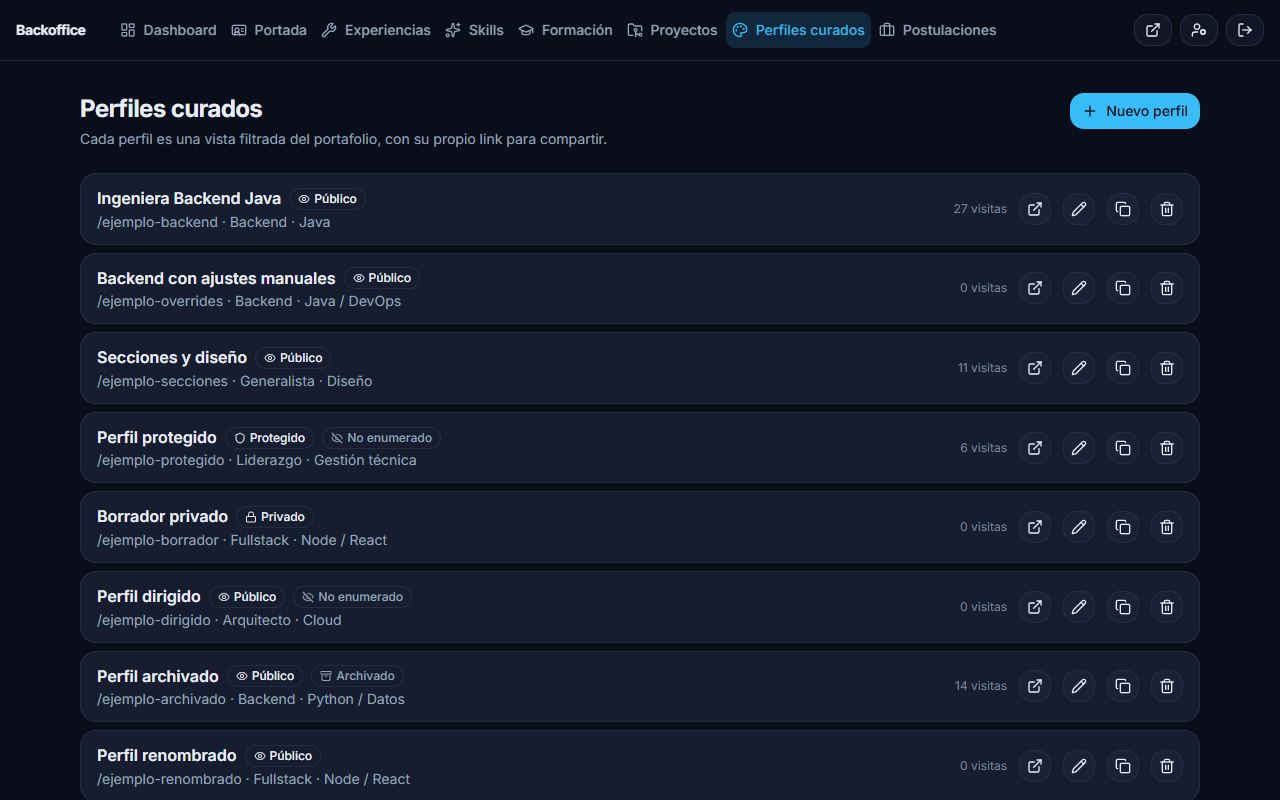 Backoffice Dashboard Portada Experiencias Skills Formación Proyectos Perfiles curados Postulaciones
Perfiles curados
Nuevo perfil
Cada perfil es una vista filtrada del portafolio, con su propio link para compartir.
Ingeniera Backend Java Público
/ejemplo-backend · Backend · Java
27 visitas
Backend con ajustes manuales Público
/ejemplo-overrides · Backend · Java / DevOps
0 visitas
Secciones y diseño Público
/ejemplo-secciones · Generalista · Diseño
11 visitas
Perfil protegido Protegido No enumerado
/ejemplo-protegido · Liderazgo · Gestión técnica
6 visitas
Borrador privado Privado
/ejemplo-borrador · Fullstack · Node / React
0 visitas
Perfil dirigido Público No enumerado
/ejemplo-dirigido · Arquitecto · Cloud
0 visitas
Perfil archivado Público Archivado
/ejemplo-archivado · Backend · Python / Datos
14 visitas
Perfil renombrado Público
/ejemplo-renombrado · Fullstack · Node / React
0 visitas